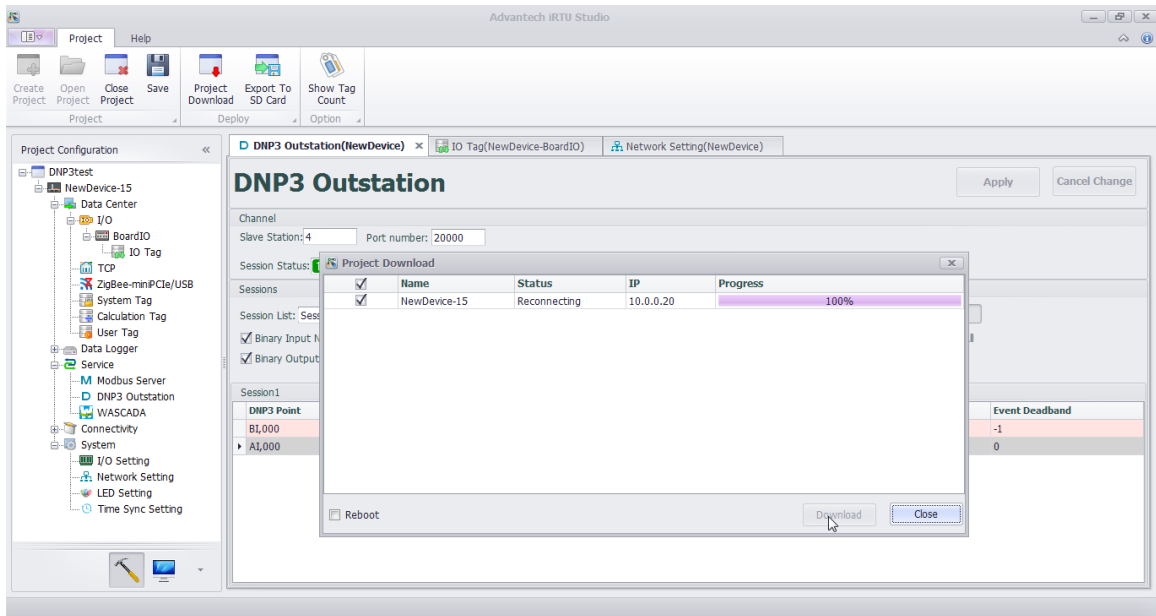 Advantech iRTU Studio
Project Help
Create Project Open Project Close Project Save Project Download Export To SD Card Show Tag Count
Project Deploy Option
Project Configuration «
DNP3test
NewDevice-15
Data Center
I/O
BoardIO
IO Tag
TCP
ZigBee-miniPCIe/USB
System Tag
Calculation Tag
User Tag
Data Logger
Service
M Modbus Server
D DNP3 Outstation
WASCADA
Connectivity
System
I/O Setting
Network Setting
LED Setting
Time Sync Setting
D DNP3 Outstation(NewDevice) × IO Tag(NewDevice-BoardIO) Network Setting(NewDevice)
DNP3 Outstation
Apply Cancel Change
Channel
Slave Station: 4 Port number: 20000
Session Status:
Sessions
Session List: Sess
Binary Input N
Binary Output
Session1
DNP3 Point Event Deadband
BI,000 -1
AI,000 0
Project Download
Name Status IP Progress
NewDevice-15 Reconnecting 10.0.0.20 100%
Reboot Download Close